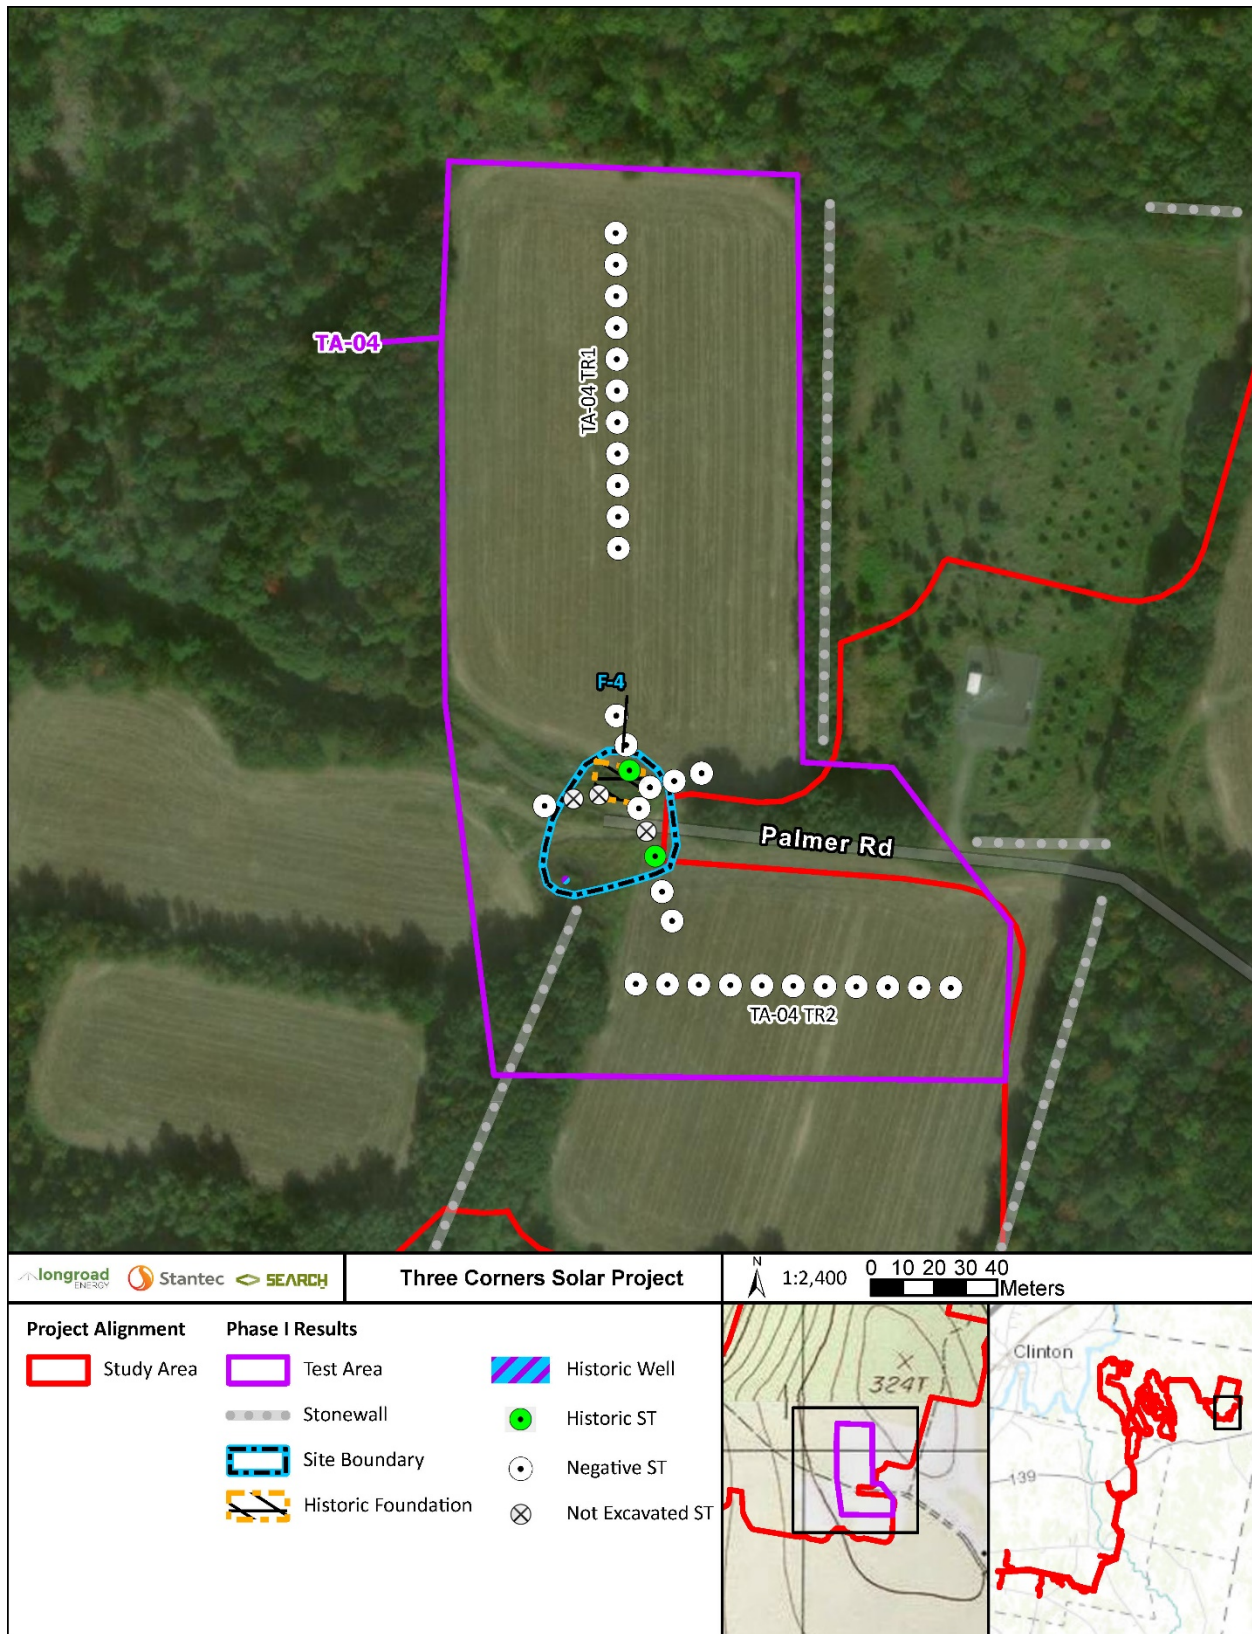 TA-04
TA-04 TR1
F-4
Palmer Rd
TA-04 TR2
longroad ENERGY
Stantec
SEARCH
Three Corners Solar Project
N
1:2,400
0 10 20 30 40
Meters
Project Alignment
Study Area
Phase I Results
Test Area
Stonewall
Site Boundary
Historic Foundation
Historic Well
Historic ST
Negative ST
Not Excavated ST
324T
Clinton
139